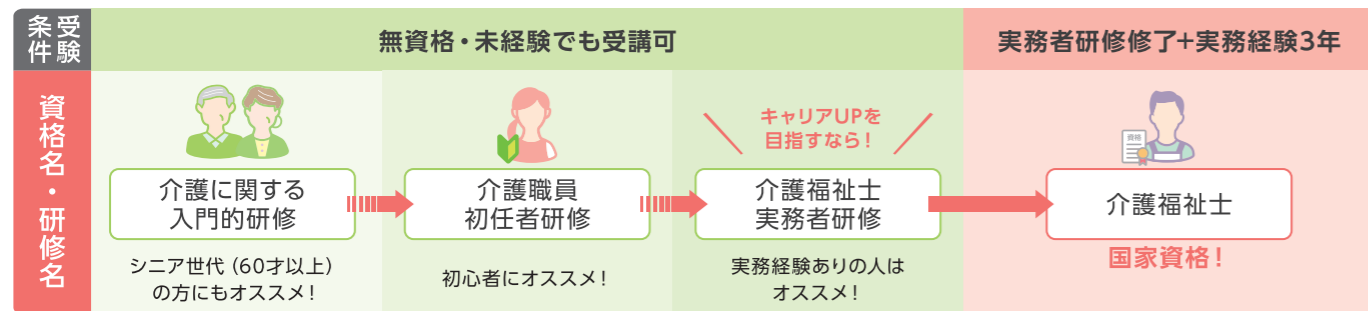 受験
条件
無資格・未経験でも受講可
実務者研修修了+実務経験3年
資格名・研修名
介護に関する
入門的研修
シニア世代（60才以上）
の方にもオススメ！
介護職員
初任者研修
初心者にオススメ！
キャリアUPを
目指すなら！
介護福祉士
実務者研修
実務経験ありの人は
オススメ！
資格
介護福祉士
国家資格！